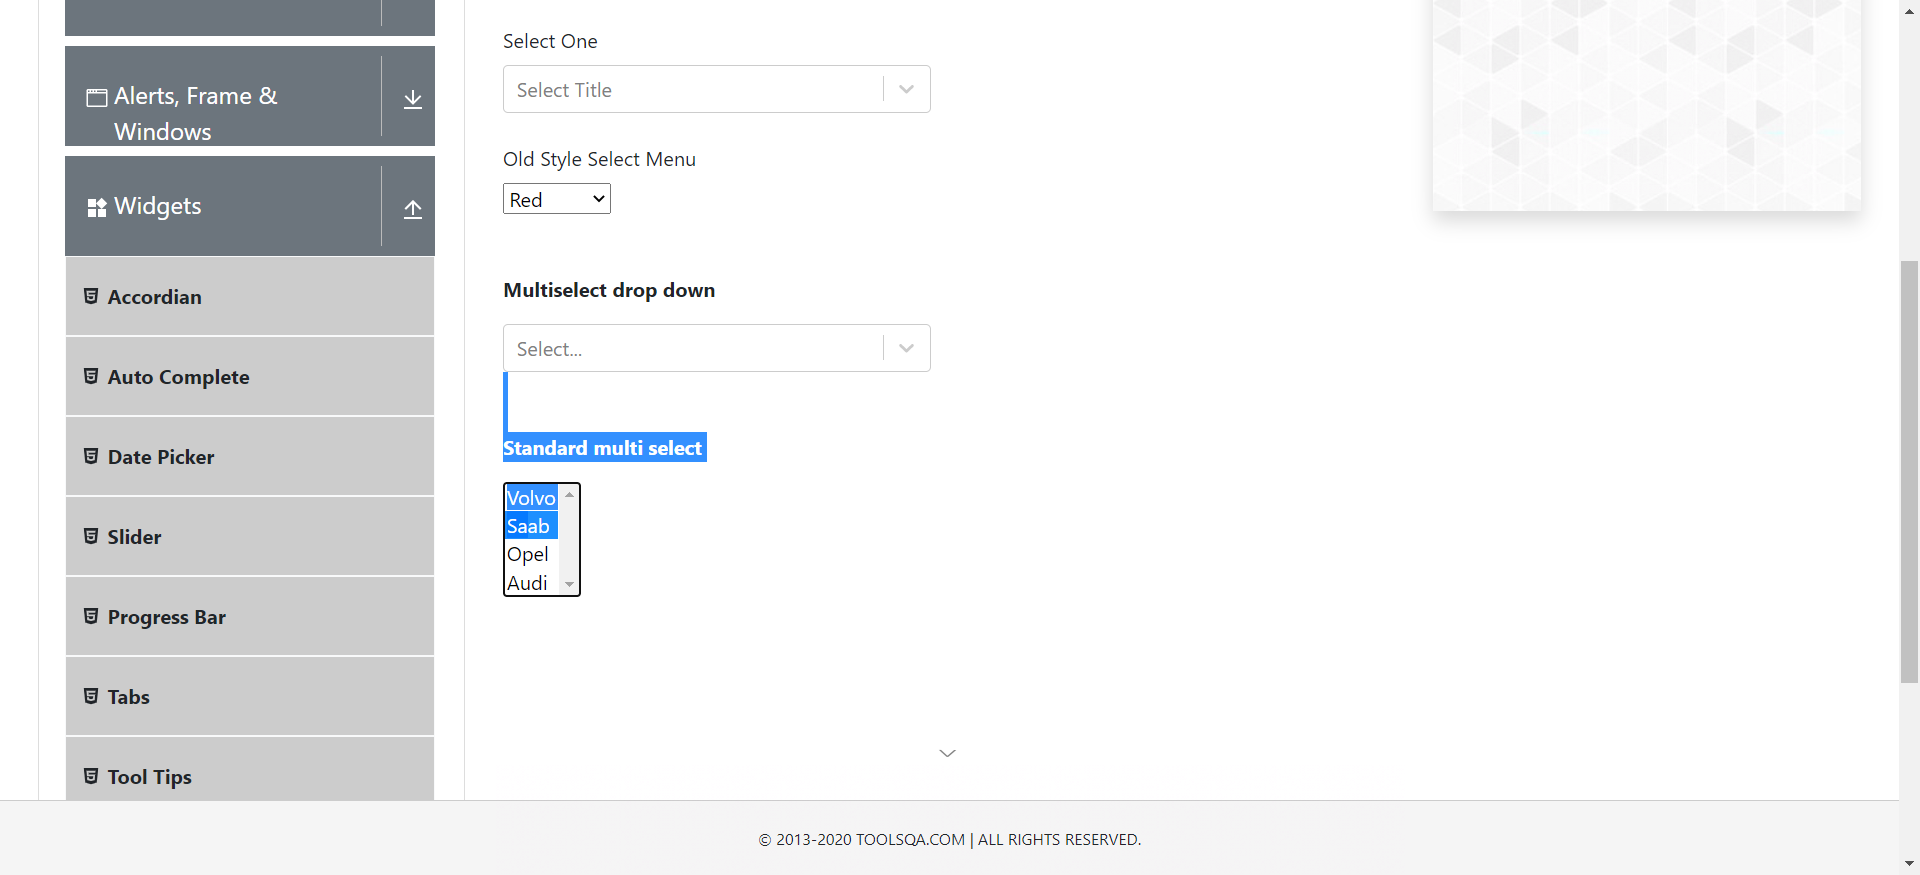 Alerts, Frame &
Windows
Widgets
Accordian
Auto Complete
Date Picker
Slider
Progress Bar
Tabs
Tool Tips
Select One
Select Title
Old Style Select Menu
Red
Multiselect drop down
Select...
Standard multi select
Volvo
Saab
Opel
Audi
© 2013-2020 TOOLSQA.COM | ALL RIGHTS RESERVED.